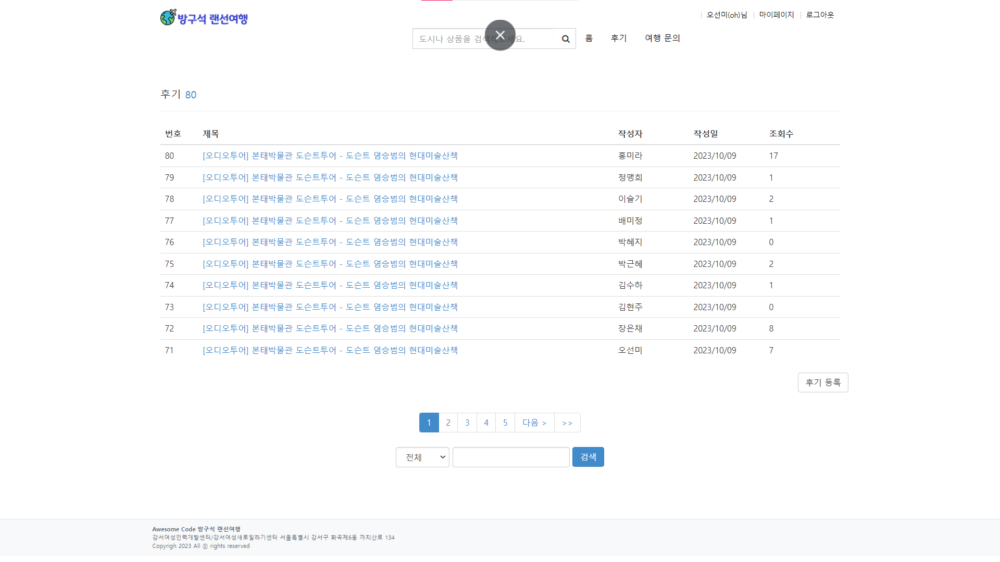 방구석 랜선여행
오선미(oh)님 마이페이지 로그아웃
도시나 상품을 검색해보세요. 홈 후기 여행 문의
후기 80
번호 제목 작성자 작성일 조회수
80 [오디오투어] 본태박물관 도슨트투어 - 도슨트 염승범의 현대미술산책 홍미라 2023/10/09 17
79 [오디오투어] 본태박물관 도슨트투어 - 도슨트 염승범의 현대미술산책 정맹희 2023/10/09 1
78 [오디오투어] 본태박물관 도슨트투어 - 도슨트 염승범의 현대미술산책 이슬기 2023/10/09 2
77 [오디오투어] 본태박물관 도슨트투어 - 도슨트 염승범의 현대미술산책 배미정 2023/10/09 1
76 [오디오투어] 본태박물관 도슨트투어 - 도슨트 염승범의 현대미술산책 박혜지 2023/10/09 0
75 [오디오투어] 본태박물관 도슨트투어 - 도슨트 염승범의 현대미술산책 박근혜 2023/10/09 2
74 [오디오투어] 본태박물관 도슨트투어 - 도슨트 염승범의 현대미술산책 김수하 2023/10/09 1
73 [오디오투어] 본태박물관 도슨트투어 - 도슨트 염승범의 현대미술산책 김현주 2023/10/09 0
72 [오디오투어] 본태박물관 도슨트투어 - 도슨트 염승범의 현대미술산책 장은채 2023/10/09 8
71 [오디오투어] 본태박물관 도슨트투어 - 도슨트 염승범의 현대미술산책 오선미 2023/10/09 7
후기 등록
1 2 3 4 5 다음 > >>
전체 검색
Awesome Code 방구석 랜선여행
강서여성인력개발센터/강서여성새로일하기센터 서울특별시 강서구 화곡제6동 까치산로 134
Copyrigh 2023 All ⓒ rights reserved